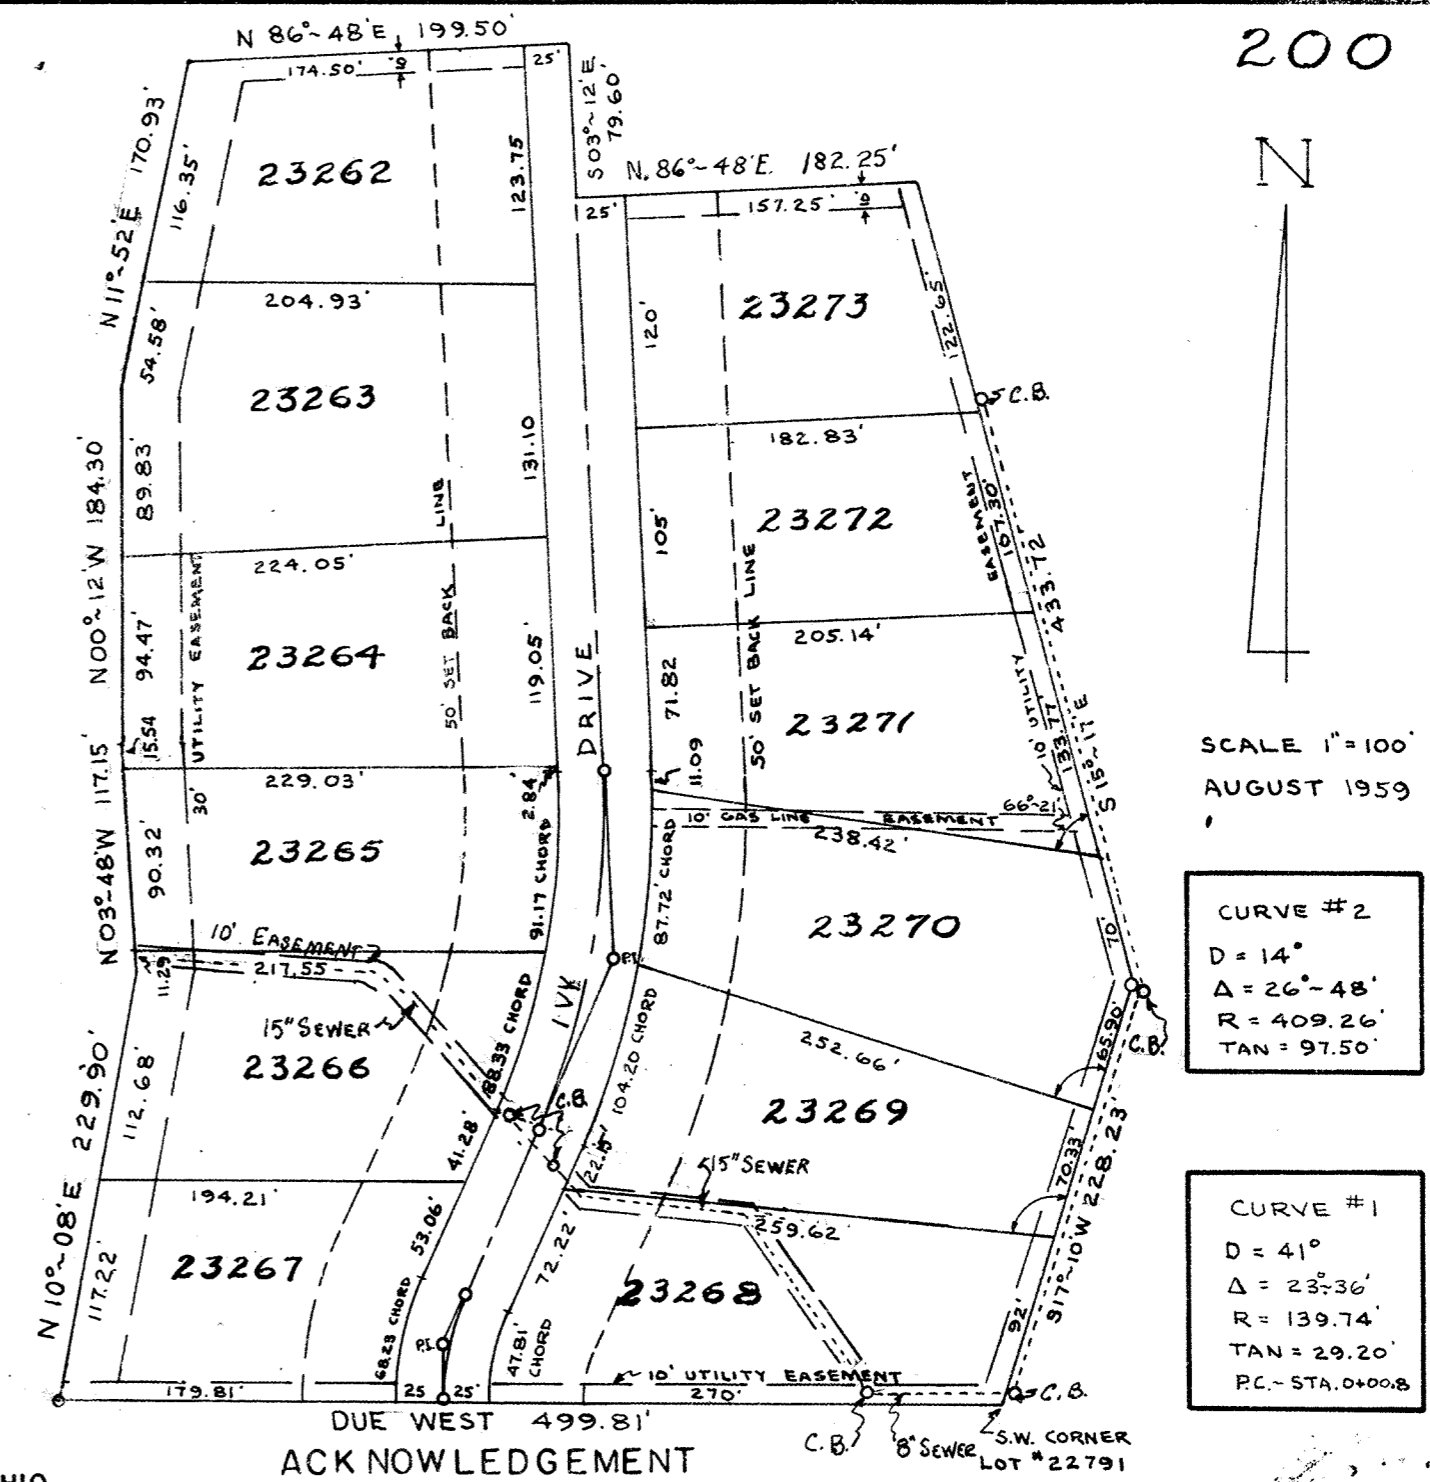 200
N 86°~48'E 199.50'
174.50'
10'
25'
S 03°~12'E
79.60'
N. 86°~48'E. 182.25'
25'
157.25'
10'
N
N 11°~52'E 170.93'
116.35'
23262
123.75
204.93'
54.58'
23263
131.10
120'
23273
122.65'
C.B.
182.83'
N 00°~12'W 184.30'
89.83'
LINE
224.05'
105'
23272
EASEMENT
107.30'
433.72
94.47'
30' UTILITY EASEMENT
23264
50' SET BACK
119.05'
DRIVE
205.14'
50' SET BACK LINE
71.82
23271
10' UTILITY
133.77
S 15°~17'E
SCALE 1"=100'
AUGUST 1959
15.54
229.03'
2.84'
11.09
66°~21
10' GAS LINE EASEMENT
238.42'
N 03°~48'W 117.15'
90.32'
23265
91.17 CHORD
87.72' CHORD
23270
70'
CURVE #2
D = 14°
Δ = 26°~48'
R = 409.26'
TAN = 97.50'
10' EASEMENT
217.55
11.29
IVY
P.I.
15" SEWER
23266
88.33 CHORD
C.B.
104.20 CHORD
252.66'
23269
65.90'
C.B.
N 10°~08'E 229.90'
112.68'
41.28'
22.15'
15" SEWER
70.33'
S 17°~10'W 228.23'
194.21'
53.06'
259.62
117.22'
23267
72.22'
23268
92'
CURVE #1
D = 41°
Δ = 23°~36'
R = 139.74'
TAN = 29.20'
P.C.~STA.0+00.8
68.23 CHORD
P.I.
47.81' CHORD
10' UTILITY EASEMENT
179.81'
25
25'
270'
C.B.
DUE WEST 499.81'
C.B.
8" SEWER
S.W. CORNER
LOT #22791
ACKNOWLEDGEMENT